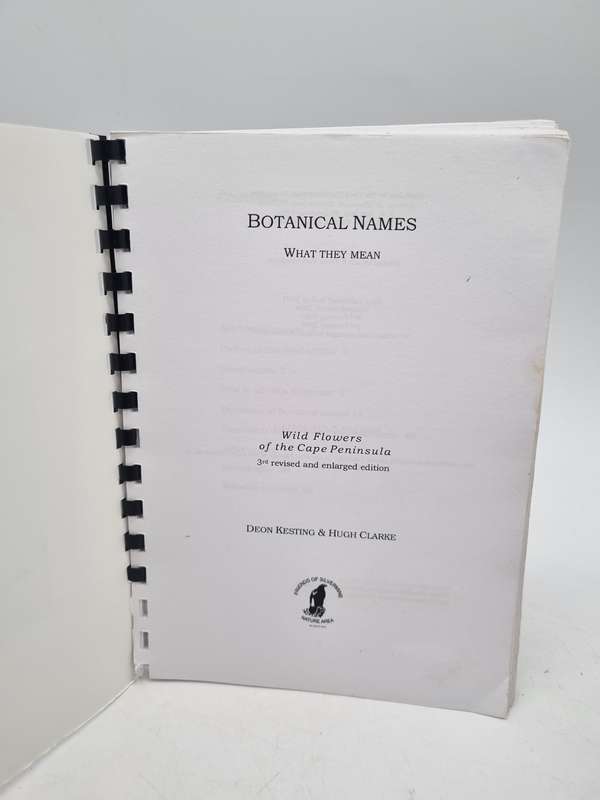 BOTANICAL NAMES
WHAT THEY MEAN
Wild Flowers
of the Cape Peninsula
3rd revised and enlarged edition
DEON KESTING & HUGH CLARKE
FRIENDS OF SILVERMINE
NATURE AREA